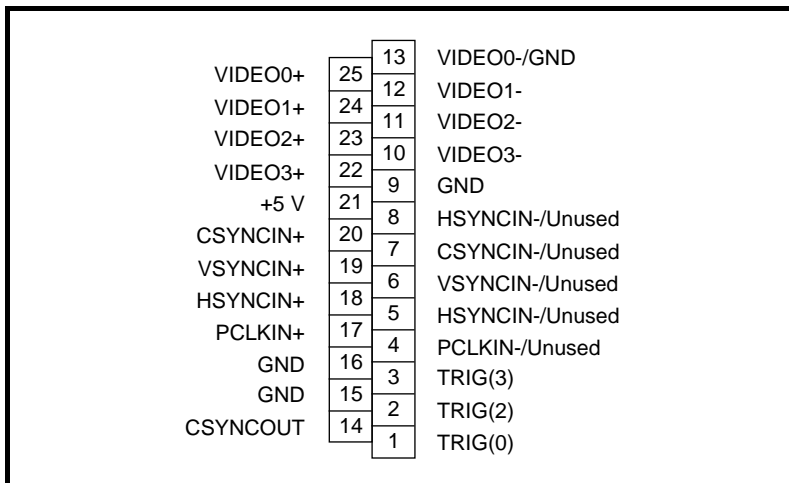 13 VIDEO0-/GND
VIDEO0+ 25
12 VIDEO1-
VIDEO1+ 24
11 VIDEO2-
VIDEO2+ 23
10 VIDEO3-
VIDEO3+ 22
9 GND
+5 V 21
8 HSYNCIN-/Unused
CSYNCIN+ 20
7 CSYNCIN-/Unused
VSYNCIN+ 19
6 VSYNCIN-/Unused
HSYNCIN+ 18
5 HSYNCIN-/Unused
PCLKIN+ 17
4 PCLKIN-/Unused
GND 16
3 TRIG(3)
GND 15
2 TRIG(2)
CSYNCOUT 14
1 TRIG(0)